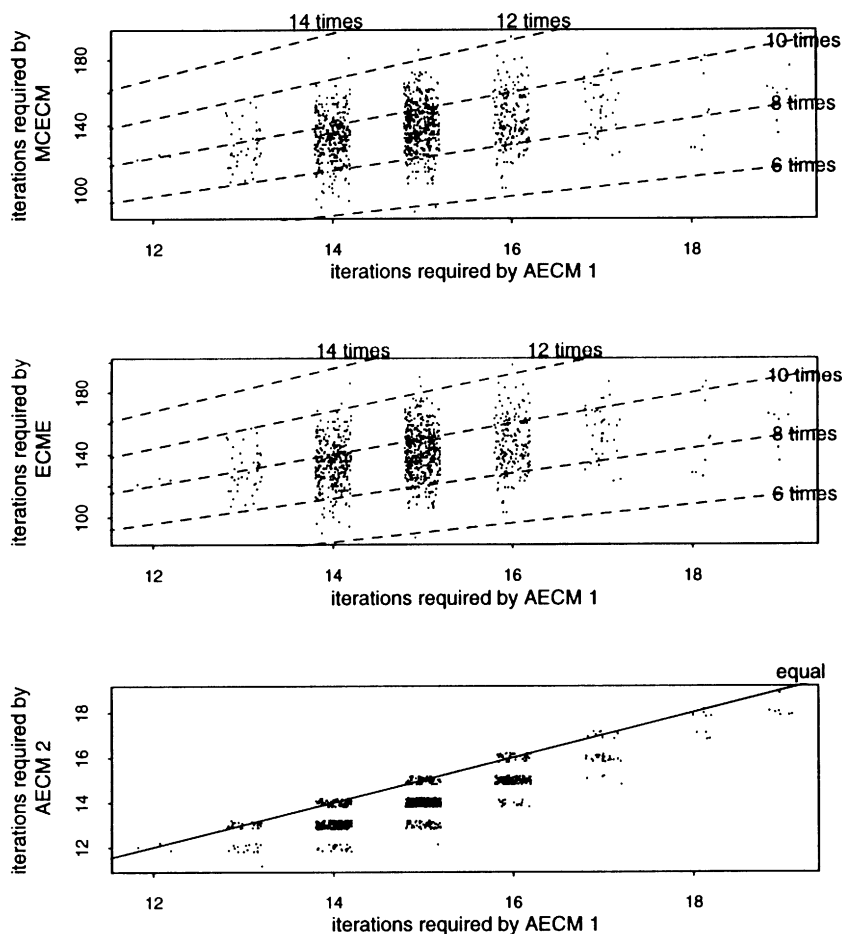 14 times
12 times
10 times
8 times
6 times
iterations required by
MCECM
180
140
100
12
14
16
18
iterations required by AECM 1
14 times
12 times
10 times
8 times
6 times
iterations required by
ECME
180
140
100
12
14
16
18
iterations required by AECM 1
equal
iterations required by
AECM 2
18
16
14
12
12
14
16
18
iterations required by AECM 1